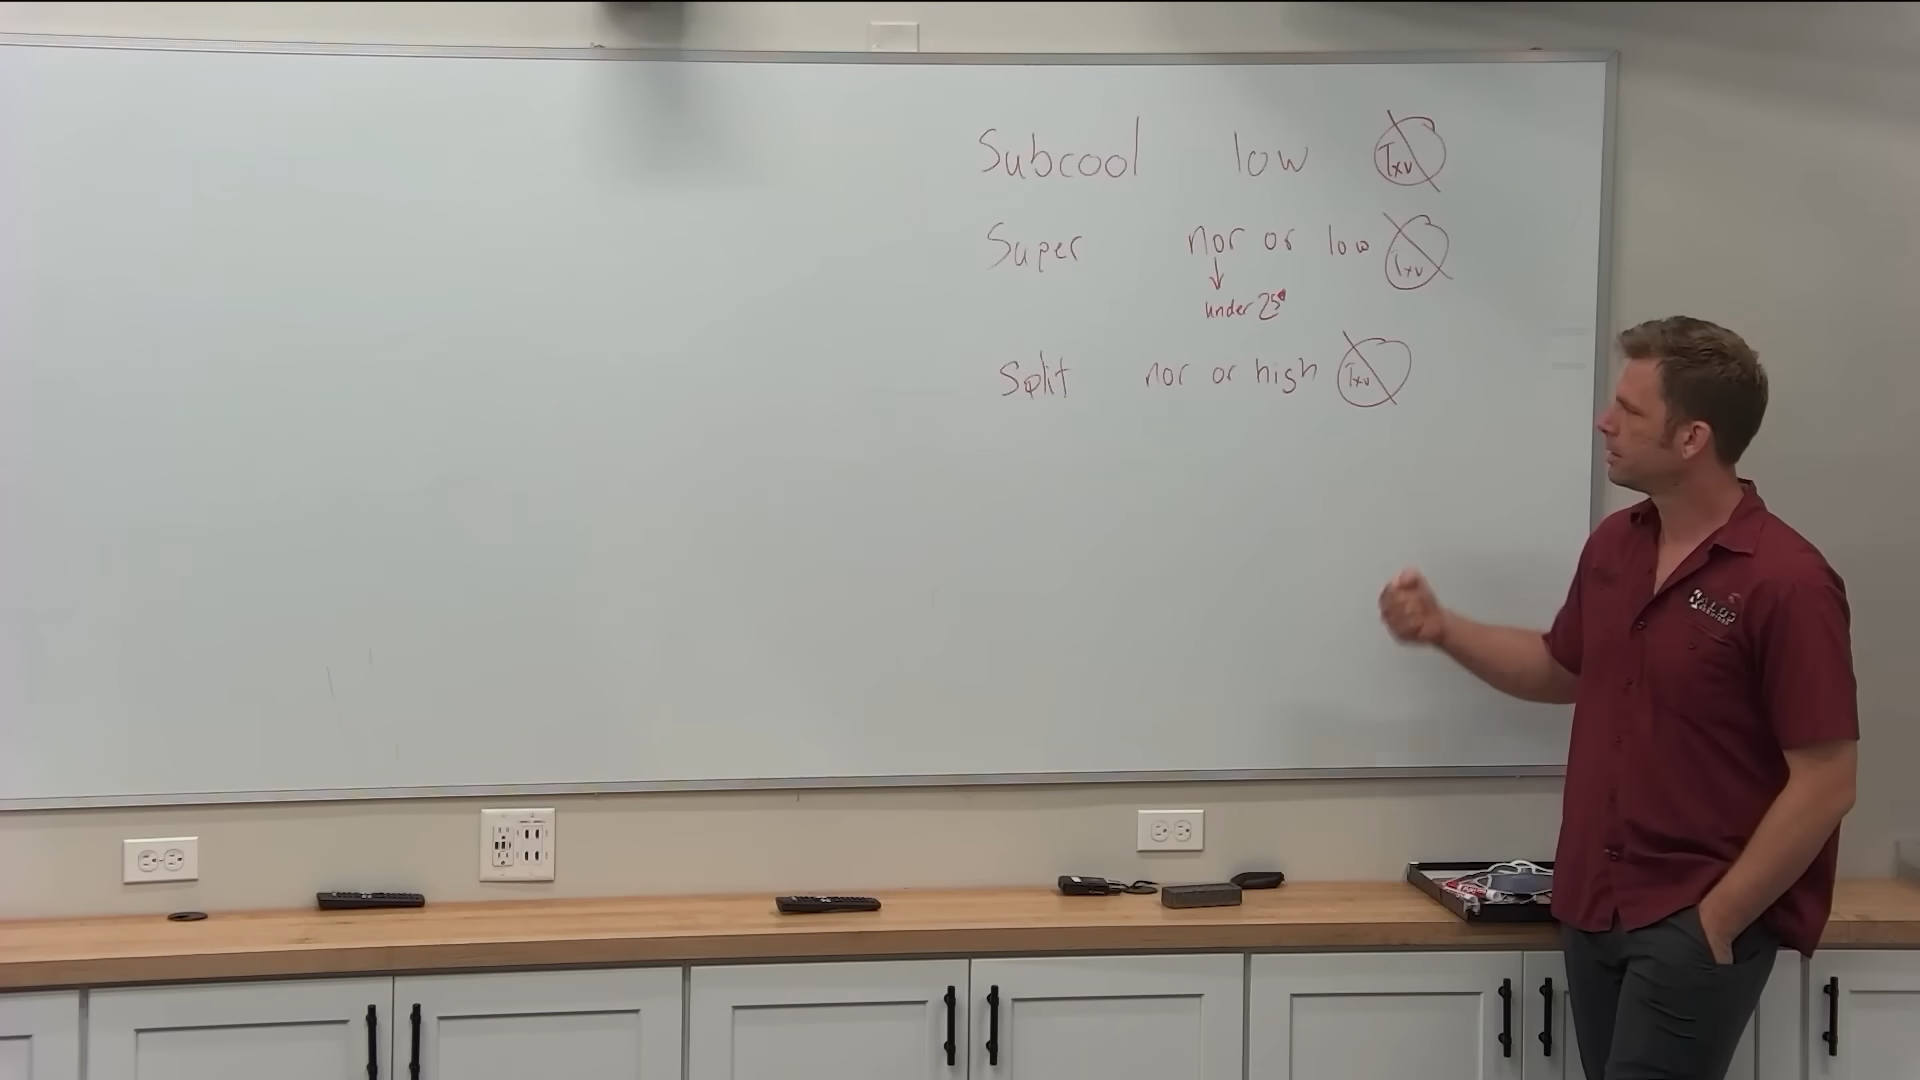 Subcool low Txv
Super nor or low Txv
under 25°
Split nor or high Txv